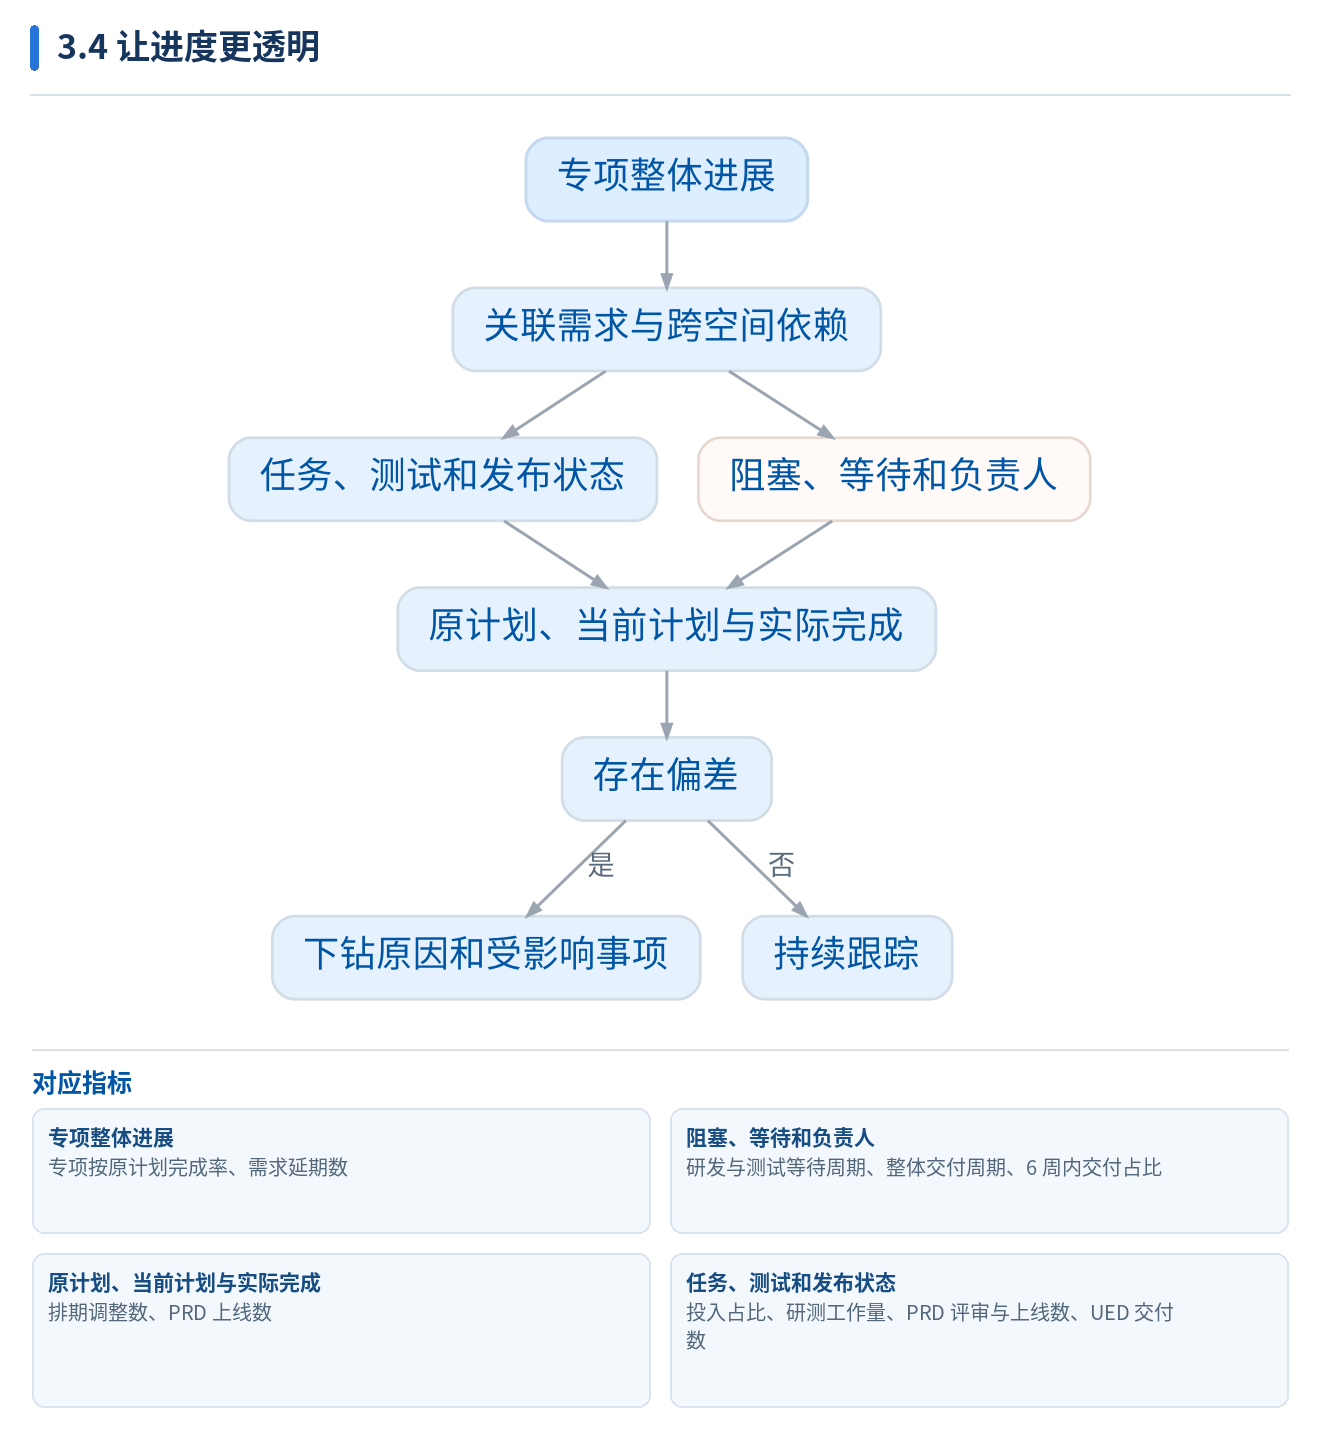 3.4 让进度更透明
专项整体进展
关联需求与跨空间依赖
任务、测试和发布状态
阻塞、等待和负责人
原计划、当前计划与实际完成
存在偏差
是
否
下钻原因和受影响事项
持续跟踪
对应指标
专项整体进展
专项按原计划完成率、需求延期数
阻塞、等待和负责人
研发与测试等待周期、整体交付周期、6 周内交付占比
原计划、当前计划与实际完成
排期调整数、PRD 上线数
任务、测试和发布状态
投入占比、研测工作量、PRD 评审与上线数、UED 交付
数